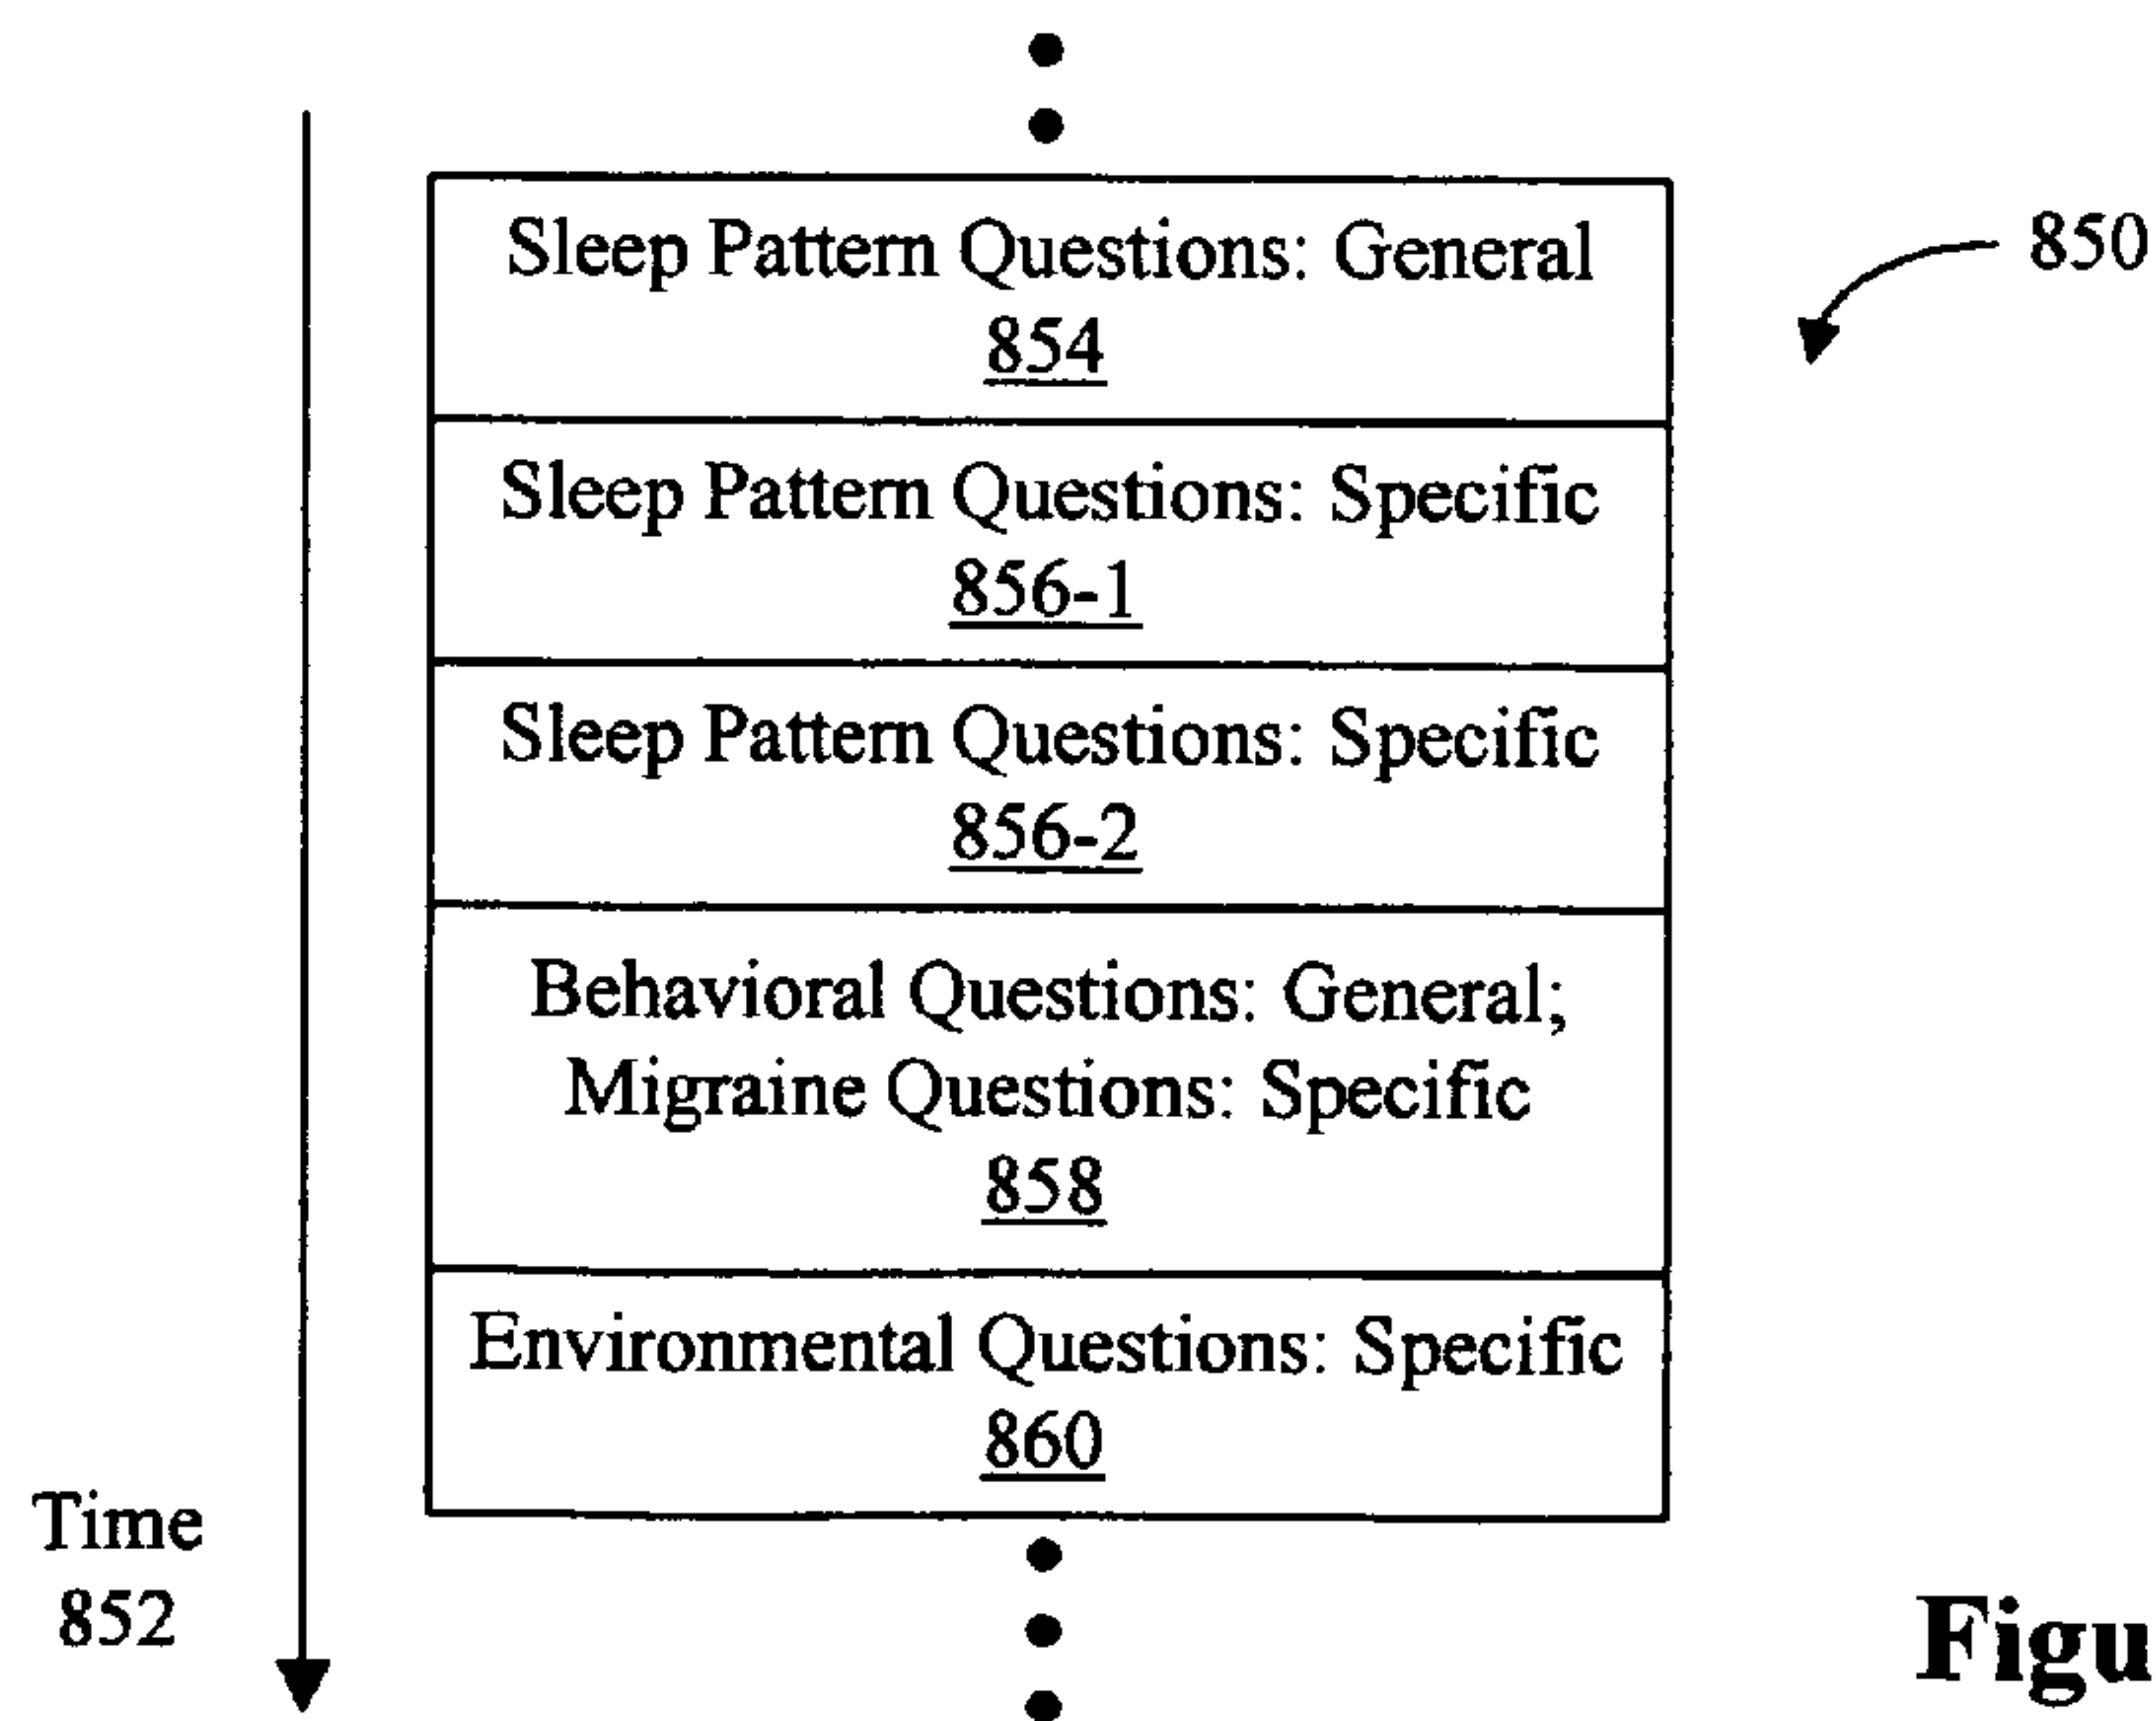 Sleep Pattern Questions: General
854
850
Sleep Pattern Questions: Specific
856-1
Sleep Pattern Questions: Specific
856-2
Behavioral Questions: General;
Migraine Questions: Specific
858
Environmental Questions: Specific
860
Time
852
Figu